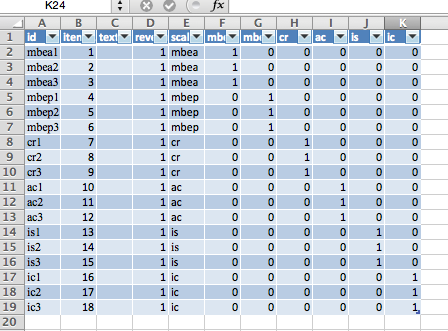 K24 fx
A B C D E F G H I J K
1 id item text reve scal mbe mbe cr ac is ic
2 mbea1 1 1 mbea 1 0 0 0 0 0
3 mbea2 2 1 mbea 1 0 0 0 0 0
4 mbea3 3 1 mbea 1 0 0 0 0 0
5 mbep1 4 1 mbep 0 1 0 0 0 0
6 mbep2 5 1 mbep 0 1 0 0 0 0
7 mbep3 6 1 mbep 0 1 0 0 0 0
8 cr1 7 1 cr 0 0 1 0 0 0
9 cr2 8 1 cr 0 0 1 0 0 0
10 cr3 9 1 cr 0 0 1 0 0 0
11 ac1 10 1 ac 0 0 0 1 0 0
12 ac2 11 1 ac 0 0 0 1 0 0
13 ac3 12 1 ac 0 0 0 1 0 0
14 is1 13 1 is 0 0 0 0 1 0
15 is2 14 1 is 0 0 0 0 1 0
16 is3 15 1 is 0 0 0 0 1 0
17 ic1 16 1 ic 0 0 0 0 0 1
18 ic2 17 1 ic 0 0 0 0 0 1
19 ic3 18 1 ic 0 0 0 0 0 1
20